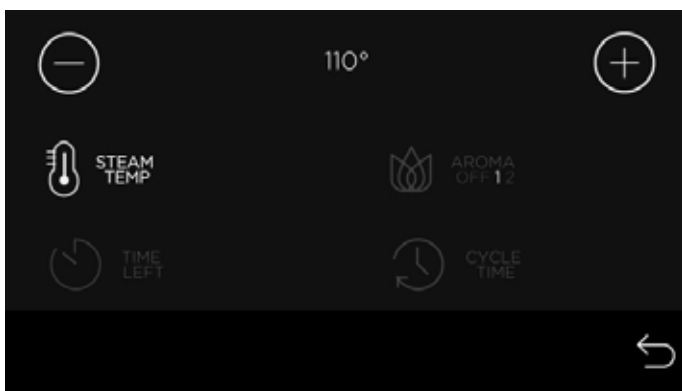 110°
STEAM
TEMP
AROMA
OFF 1 2
TIME
LEFT
CYCLE
TIME